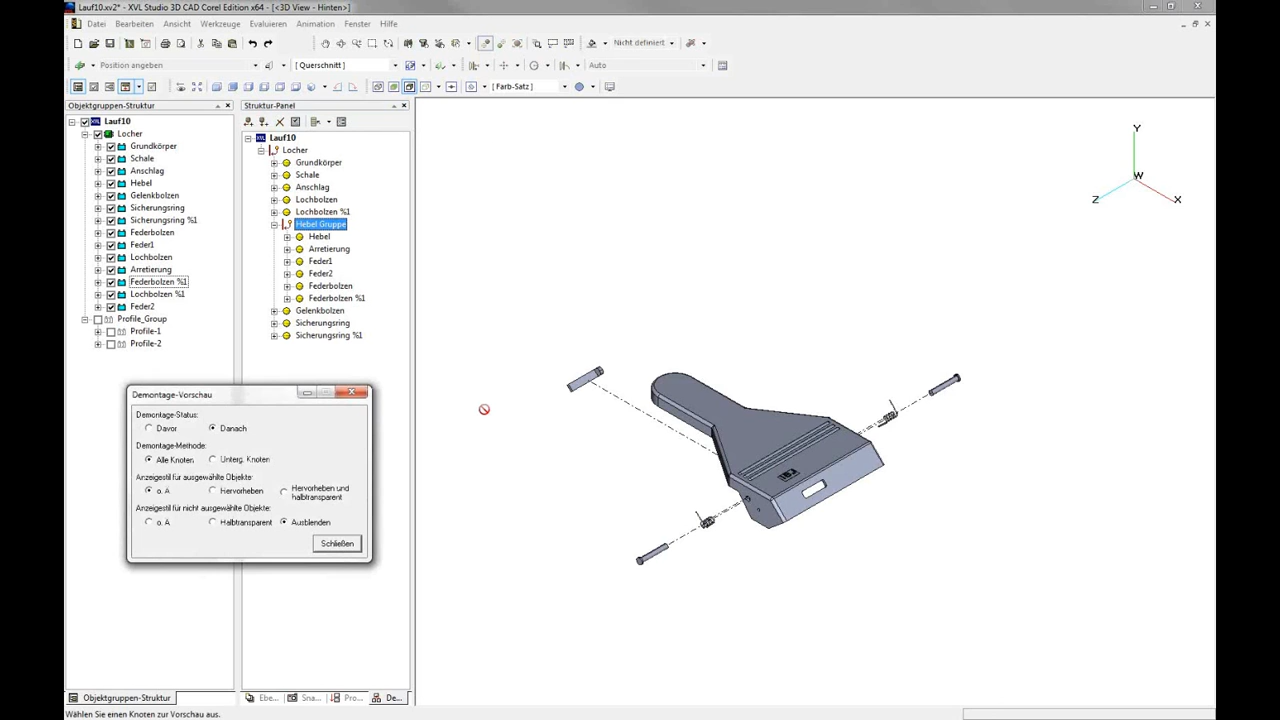 Lauf10.xv2* - XVL Studio 3D CAD Corel Edition x64 - [<3D View - Hinten>]
Datei Bearbeiten Ansicht Werkzeuge Evaluieren Animation Fenster Hilfe
Nicht definiert
Position angeben [ Querschnitt ] Auto
[ Farb-Satz ]
Objektgruppen-Struktur
Lauf10
Locher
Grundkörper
Schale
Anschlag
Hebel
Gelenkbolzen
Sicherungsring
Sicherungsring %1
Federbolzen
Feder1
Lochbolzen
Arretierung
Federbolzen %1
Lochbolzen %1
Feder2
Profile_Group
Profile-1
Profile-2
Struktur-Panel
Lauf10
Locher
Grundkörper
Schale
Anschlag
Lochbolzen
Lochbolzen %1
Hebel Gruppe
Hebel
Arretierung
Feder1
Feder2
Federbolzen
Federbolzen %1
Gelenkbolzen
Sicherungsring
Sicherungsring %1
Y
W
Z
X
Demontage-Vorschau
Demontage-Status:
Davor Danach
Demontage-Methode:
Alle Knoten Unterg. Knoten
Anzeigestil für ausgewählte Objekte:
o. A Hervorheben Hervorheben und
halbtransparent
Anzeigestil für nicht ausgewählte Objekte:
o. A Halbtransparent Ausblenden
Schließen
Objektgruppen-Struktur
Ebe... Sna... Pro... De...
Wählen Sie einen Knoten zur Vorschau aus.